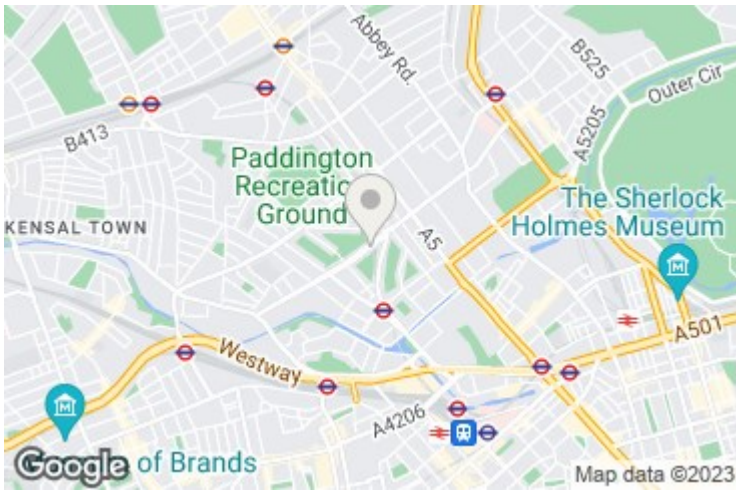 Abbey Rd.
B525
Outer Cir
A5205
B413
Paddington
Recreatio
Ground
The Sherlock
Holmes Museum
KENSAL TOWN
A5
A501
Westway
A4206
Google
of Brands
Map data ©2023